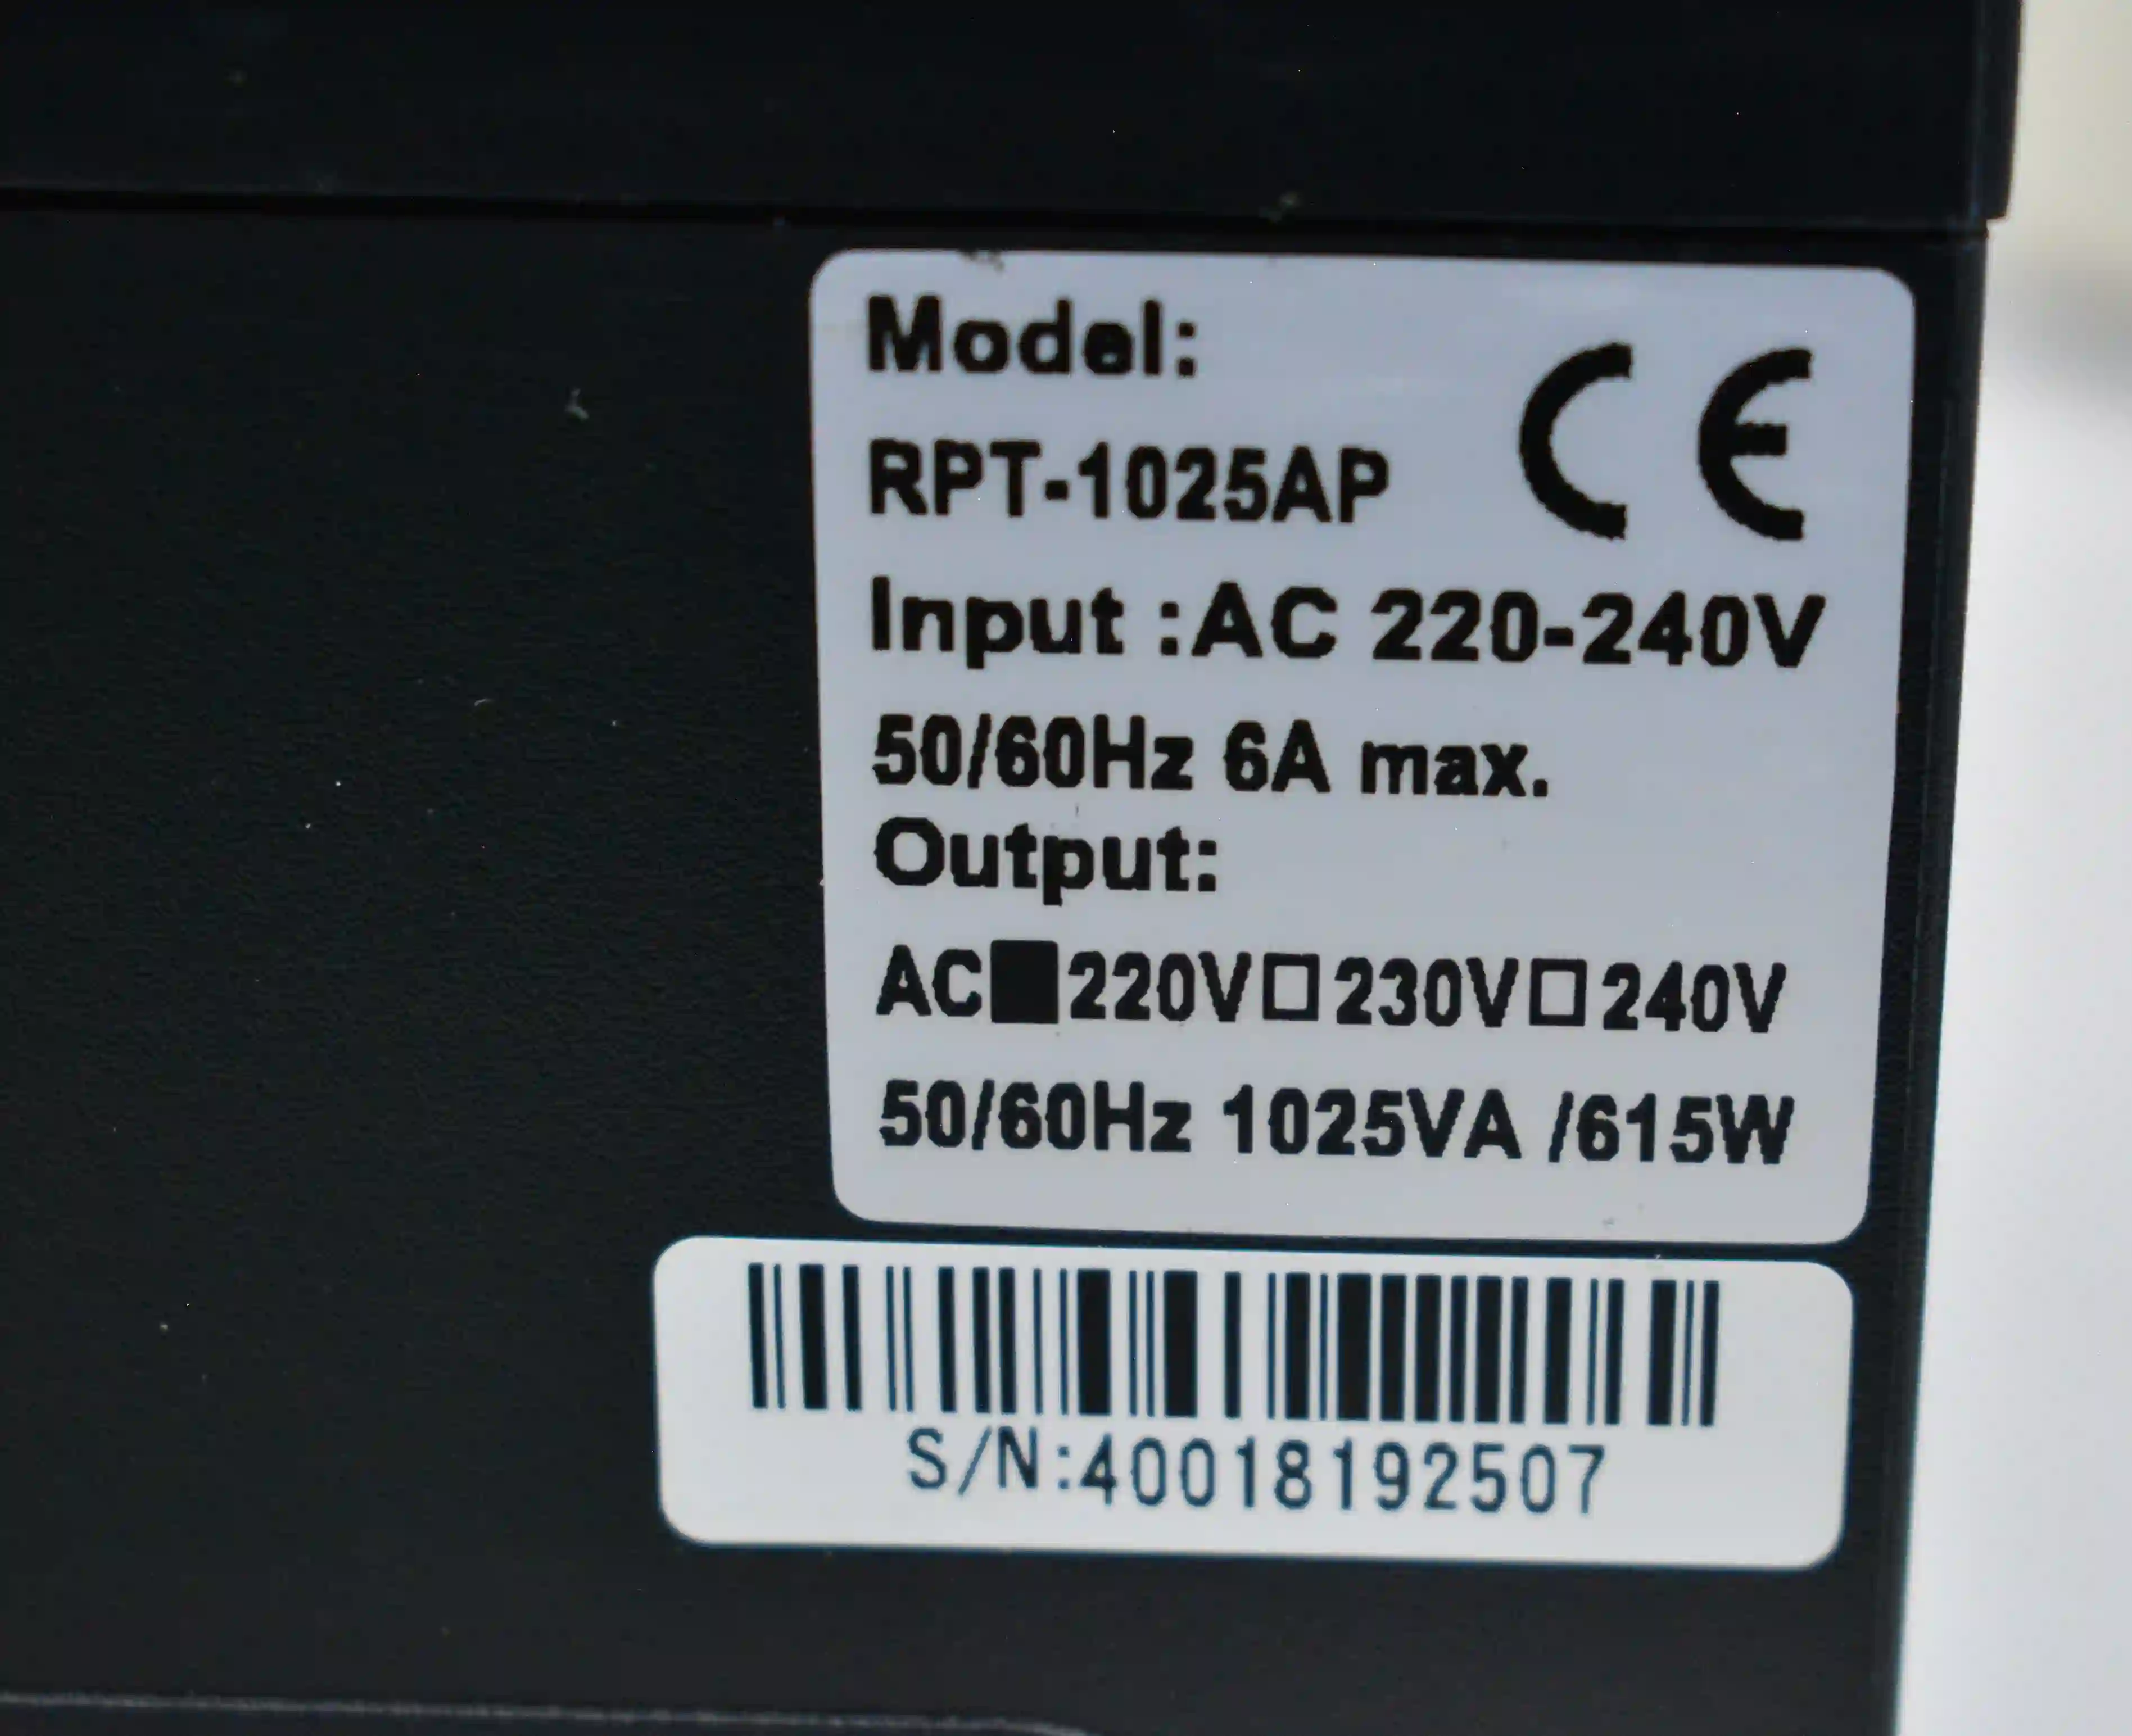 Model:
RPT-1025AP CE
Input :AC 220-240V
50/60Hz 6A max.
Output:
AC■220V□230V□240V
50/60Hz 1025VA /615W
S/N:40018192507